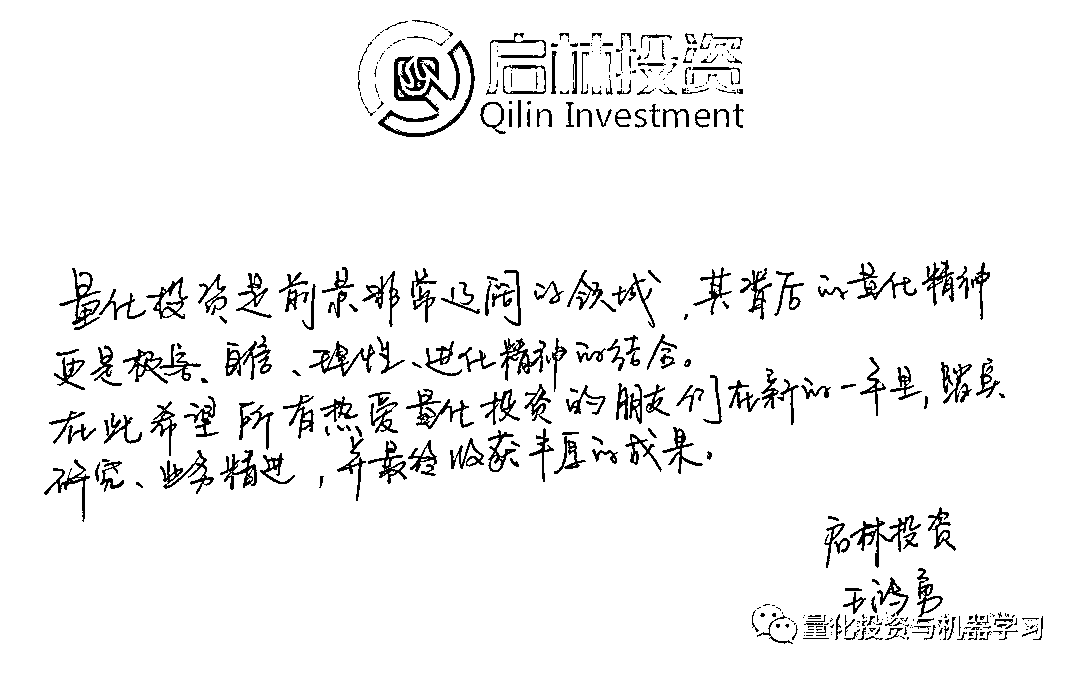 启林投资
Qilin Investment
量化投资是前景非常辽阔的领域,其背后的量化精神
更是极客、自信、理性、进化精神的结合。
在此希望所有热爱量化投资的朋友们在新的一年里,踏实
研究、业务精进,并最终收获丰厚的成果。
启林投资
王鸿勇
量化投资与机器学习